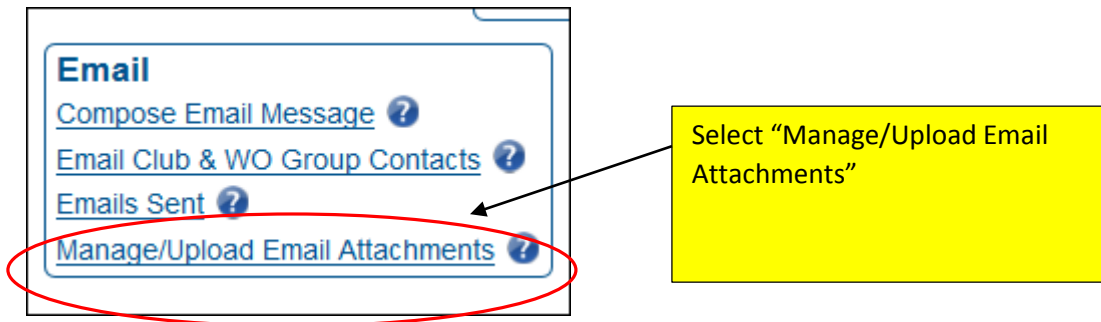 Email
Compose Email Message ?
Email Club & WO Group Contacts ?
Emails Sent ?
Manage/Upload Email Attachments ?
Select “Manage/Upload Email
Attachments”